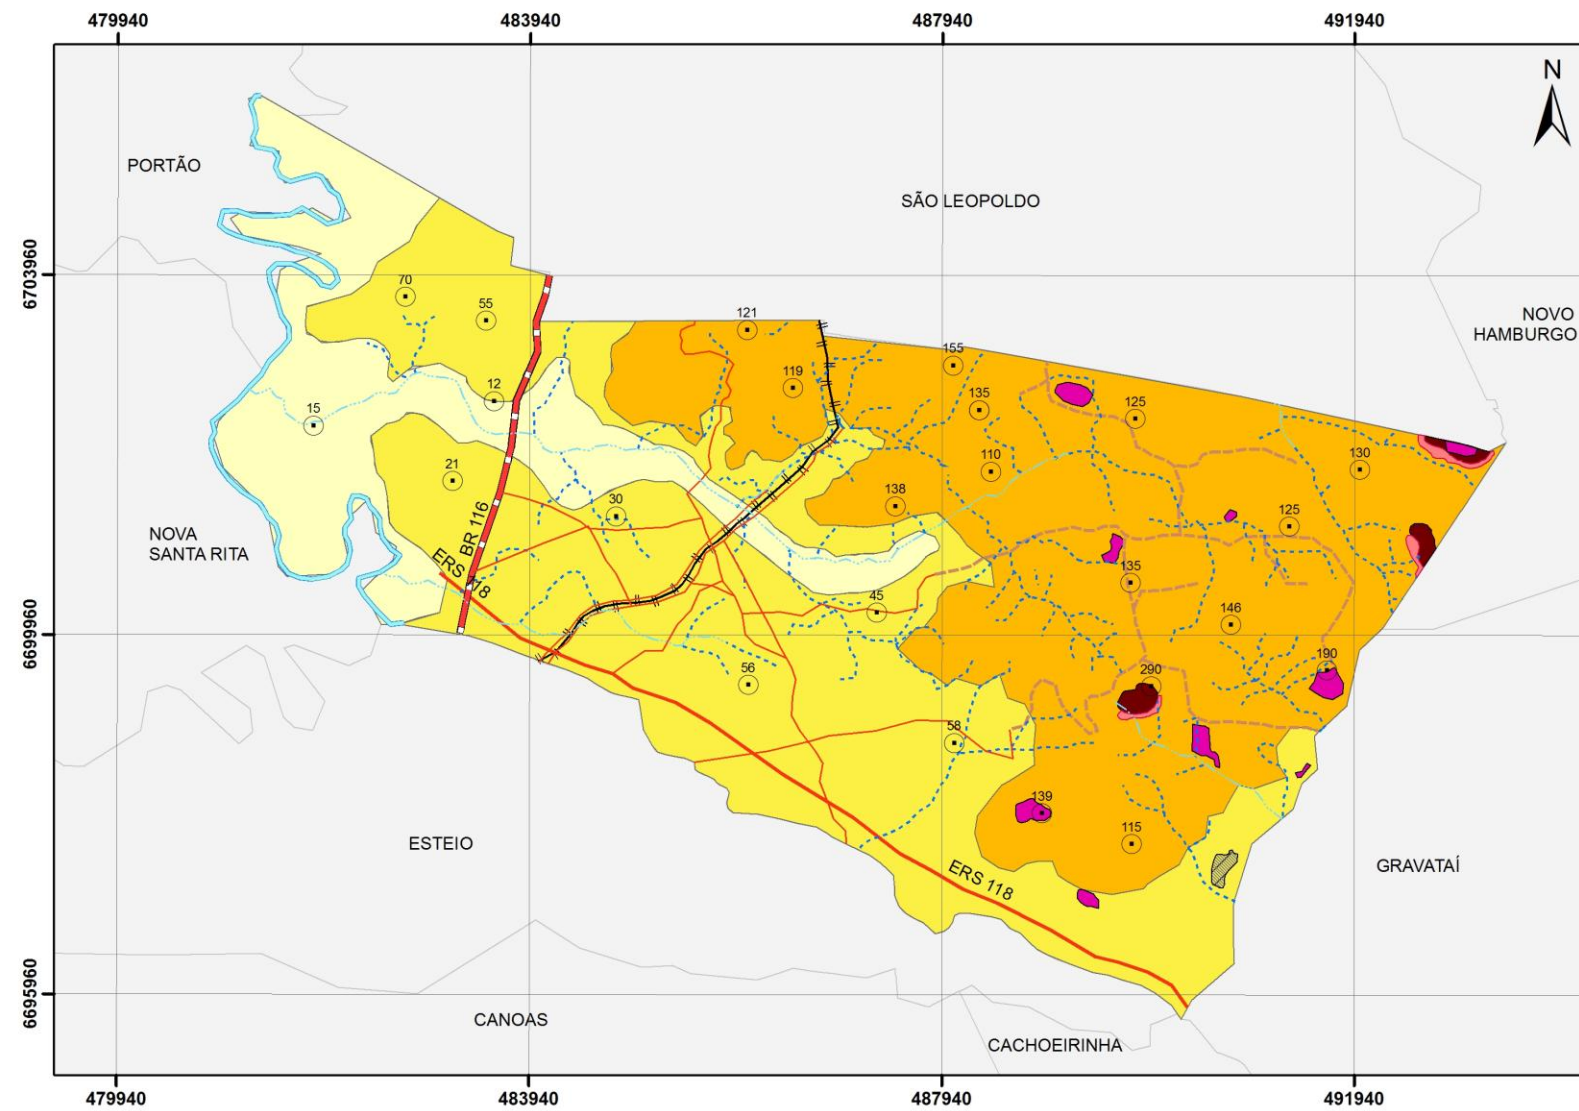 479940
483940
487940
491940
N
PORTÃO
SÃO LEOPOLDO
6703960
70
55
121
NOVO
HAMBURGO
155
12
119
135
125
15
21
110
130
138
30
125
NOVA
SANTA RITA
BR 116
ERS 118
135
45
146
6699960
56
290
190
58
139
ESTEIO
115
GRAVATAÍ
ERS 118
6695960
CANOAS
CACHOEIRINHA
479940
483940
487940
491940